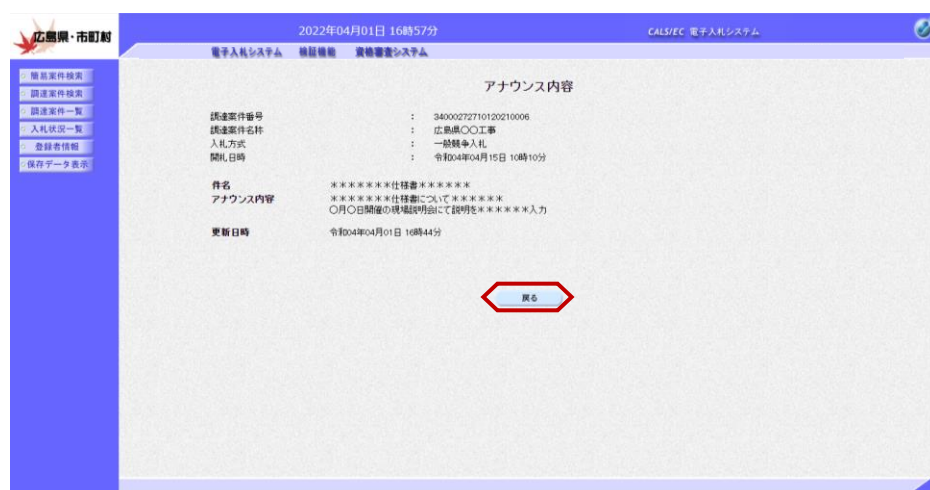 広島県・市町村
2022年04月01日 16時57分
CALS/EC 電子入札システム
電子入札システム 検証機能 資格審査システム
簡易案件検索
調達案件検索
調達案件一覧
入札状況一覧
登録者情報
保存データ表示
アナウンス内容
調達案件番号 : 34000272710120210006
調達案件名称 : 広島県〇〇工事
入札方式 : 一般競争入札
開札日時 : 令和04年04月15日 10時10分
件名 ＊＊＊＊＊＊＊仕様書＊＊＊＊＊＊
アナウンス内容 ＊＊＊＊＊＊＊仕様書について＊＊＊＊＊＊
〇月〇日開催の現場説明会にて説明を＊＊＊＊＊＊入力
更新日時 令和04年04月01日 16時44分
戻る